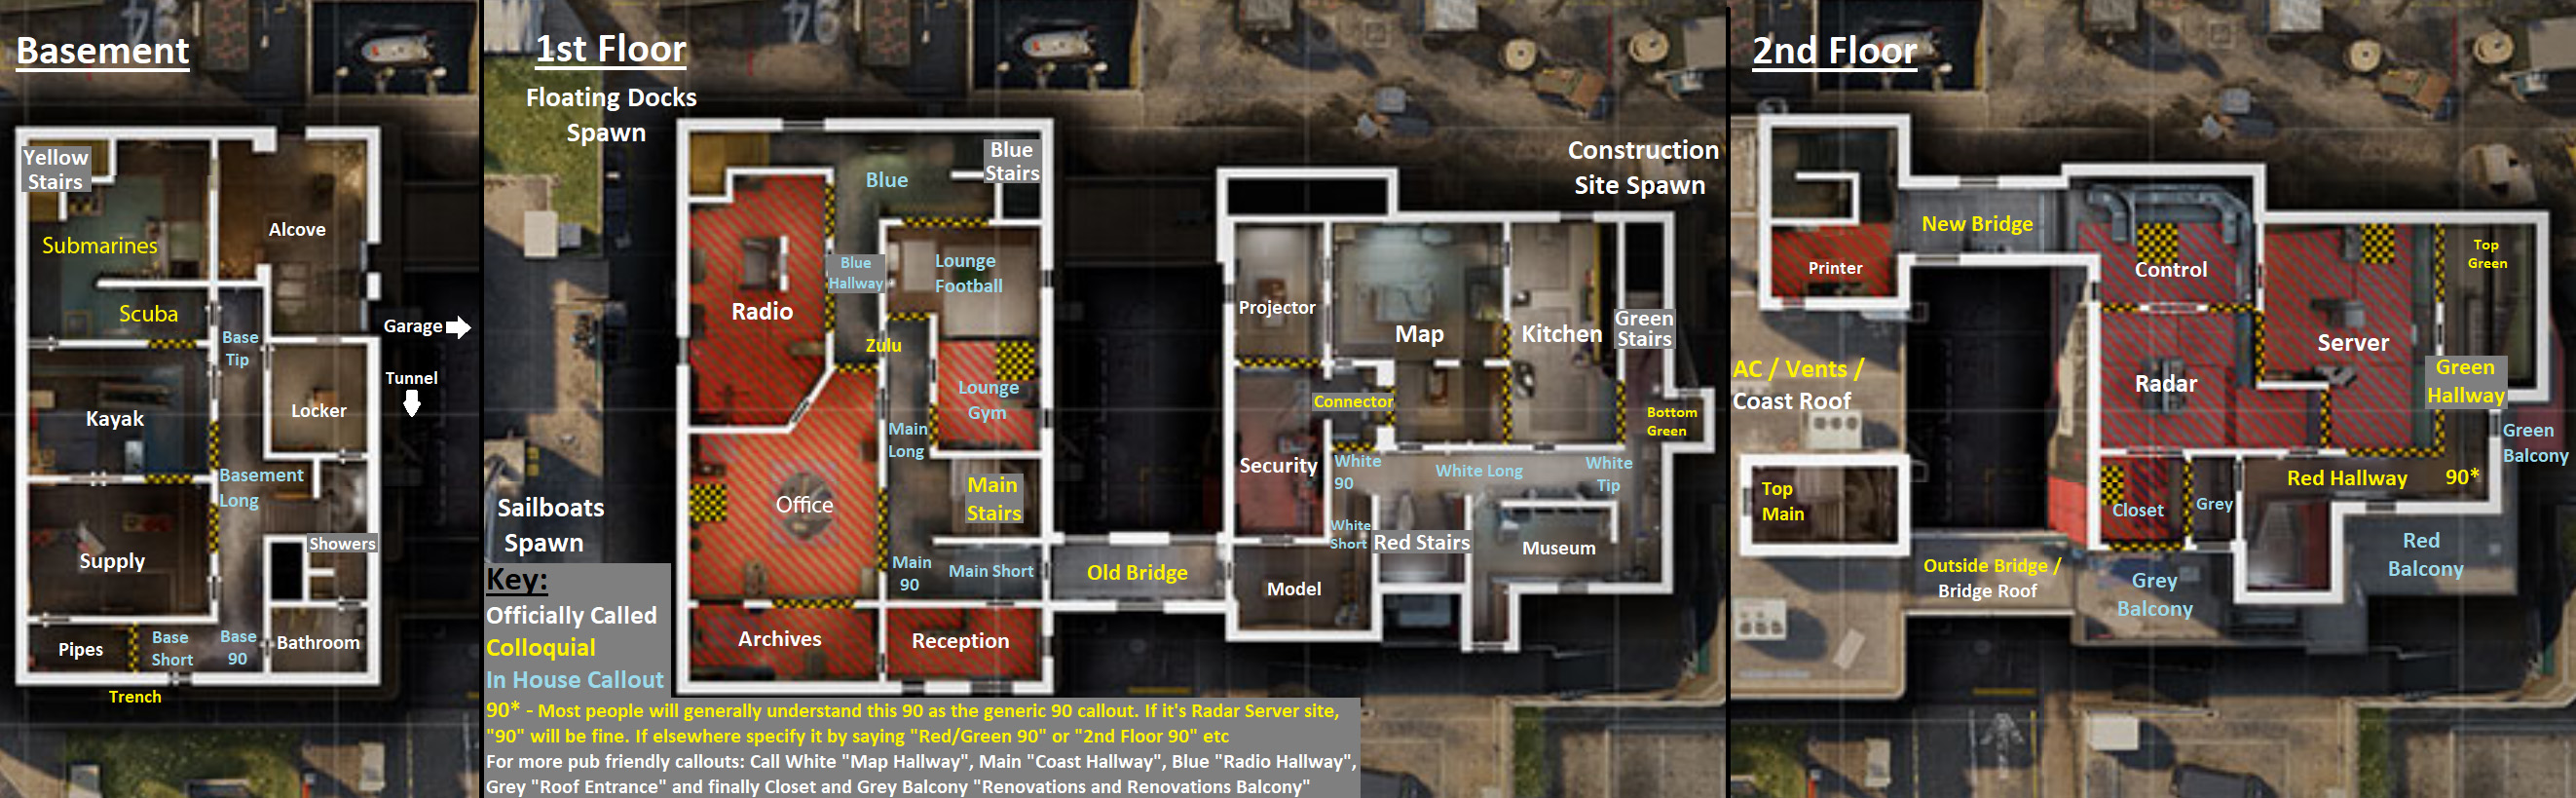 Basement
Yellow
Stairs
Submarines
Scuba
Alcove
Base
Tip
Garage
Tunnel
Kayak
Locker
Basement
Long
Supply
Showers
Pipes
Base
Short
Base
90
Bathroom
Trench
1st Floor
Floating Docks
Spawn
Construction
Site Spawn
Blue
Blue
Stairs
Blue
Hallway
Lounge
Football
Radio
Zulu
Lounge
Gym
Main
Long
Office
Main
Stairs
Main
90
Main Short
Archives
Reception
Old Bridge
Projector
Map
Kitchen
Green
Stairs
Connector
Bottom
Green
Security
White
90
White Long
White
Tip
White
Short
Red Stairs
Museum
Model
Sailboats
Spawn
Key:
Officially Called
Colloquial
In House Callout
90* - Most people will generally understand this 90 as the generic 90 callout. If it's Radar Server site,
"90" will be fine. If elsewhere specify it by saying "Red/Green 90" or "2nd Floor 90" etc
For more pub friendly callouts: Call White "Map Hallway", Main "Coast Hallway", Blue "Radio Hallway",
Grey "Roof Entrance" and finally Closet and Grey Balcony "Renovations and Renovations Balcony"
2nd Floor
New Bridge
Printer
Control
Top
Green
Server
Radar
AC / Vents /
Coast Roof
Green
Hallway
Green
Balcony
Top
Main
Closet
Grey
Red Hallway
90*
Outside Bridge /
Bridge Roof
Grey
Balcony
Red
Balcony